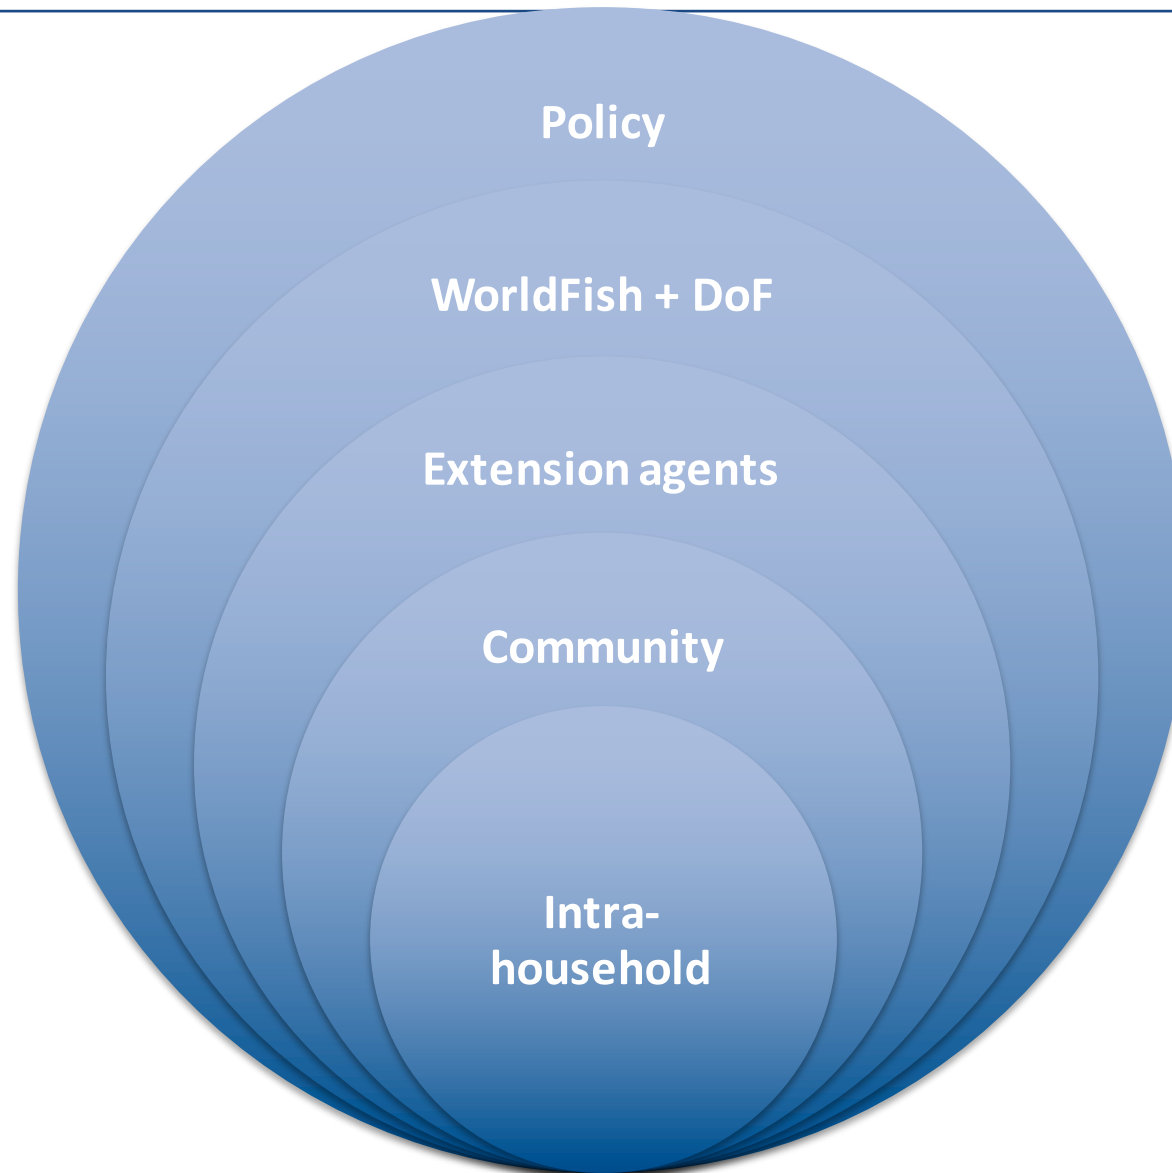 Policy
WorldFish + DoF
Extension agents
Community
Intra-
household